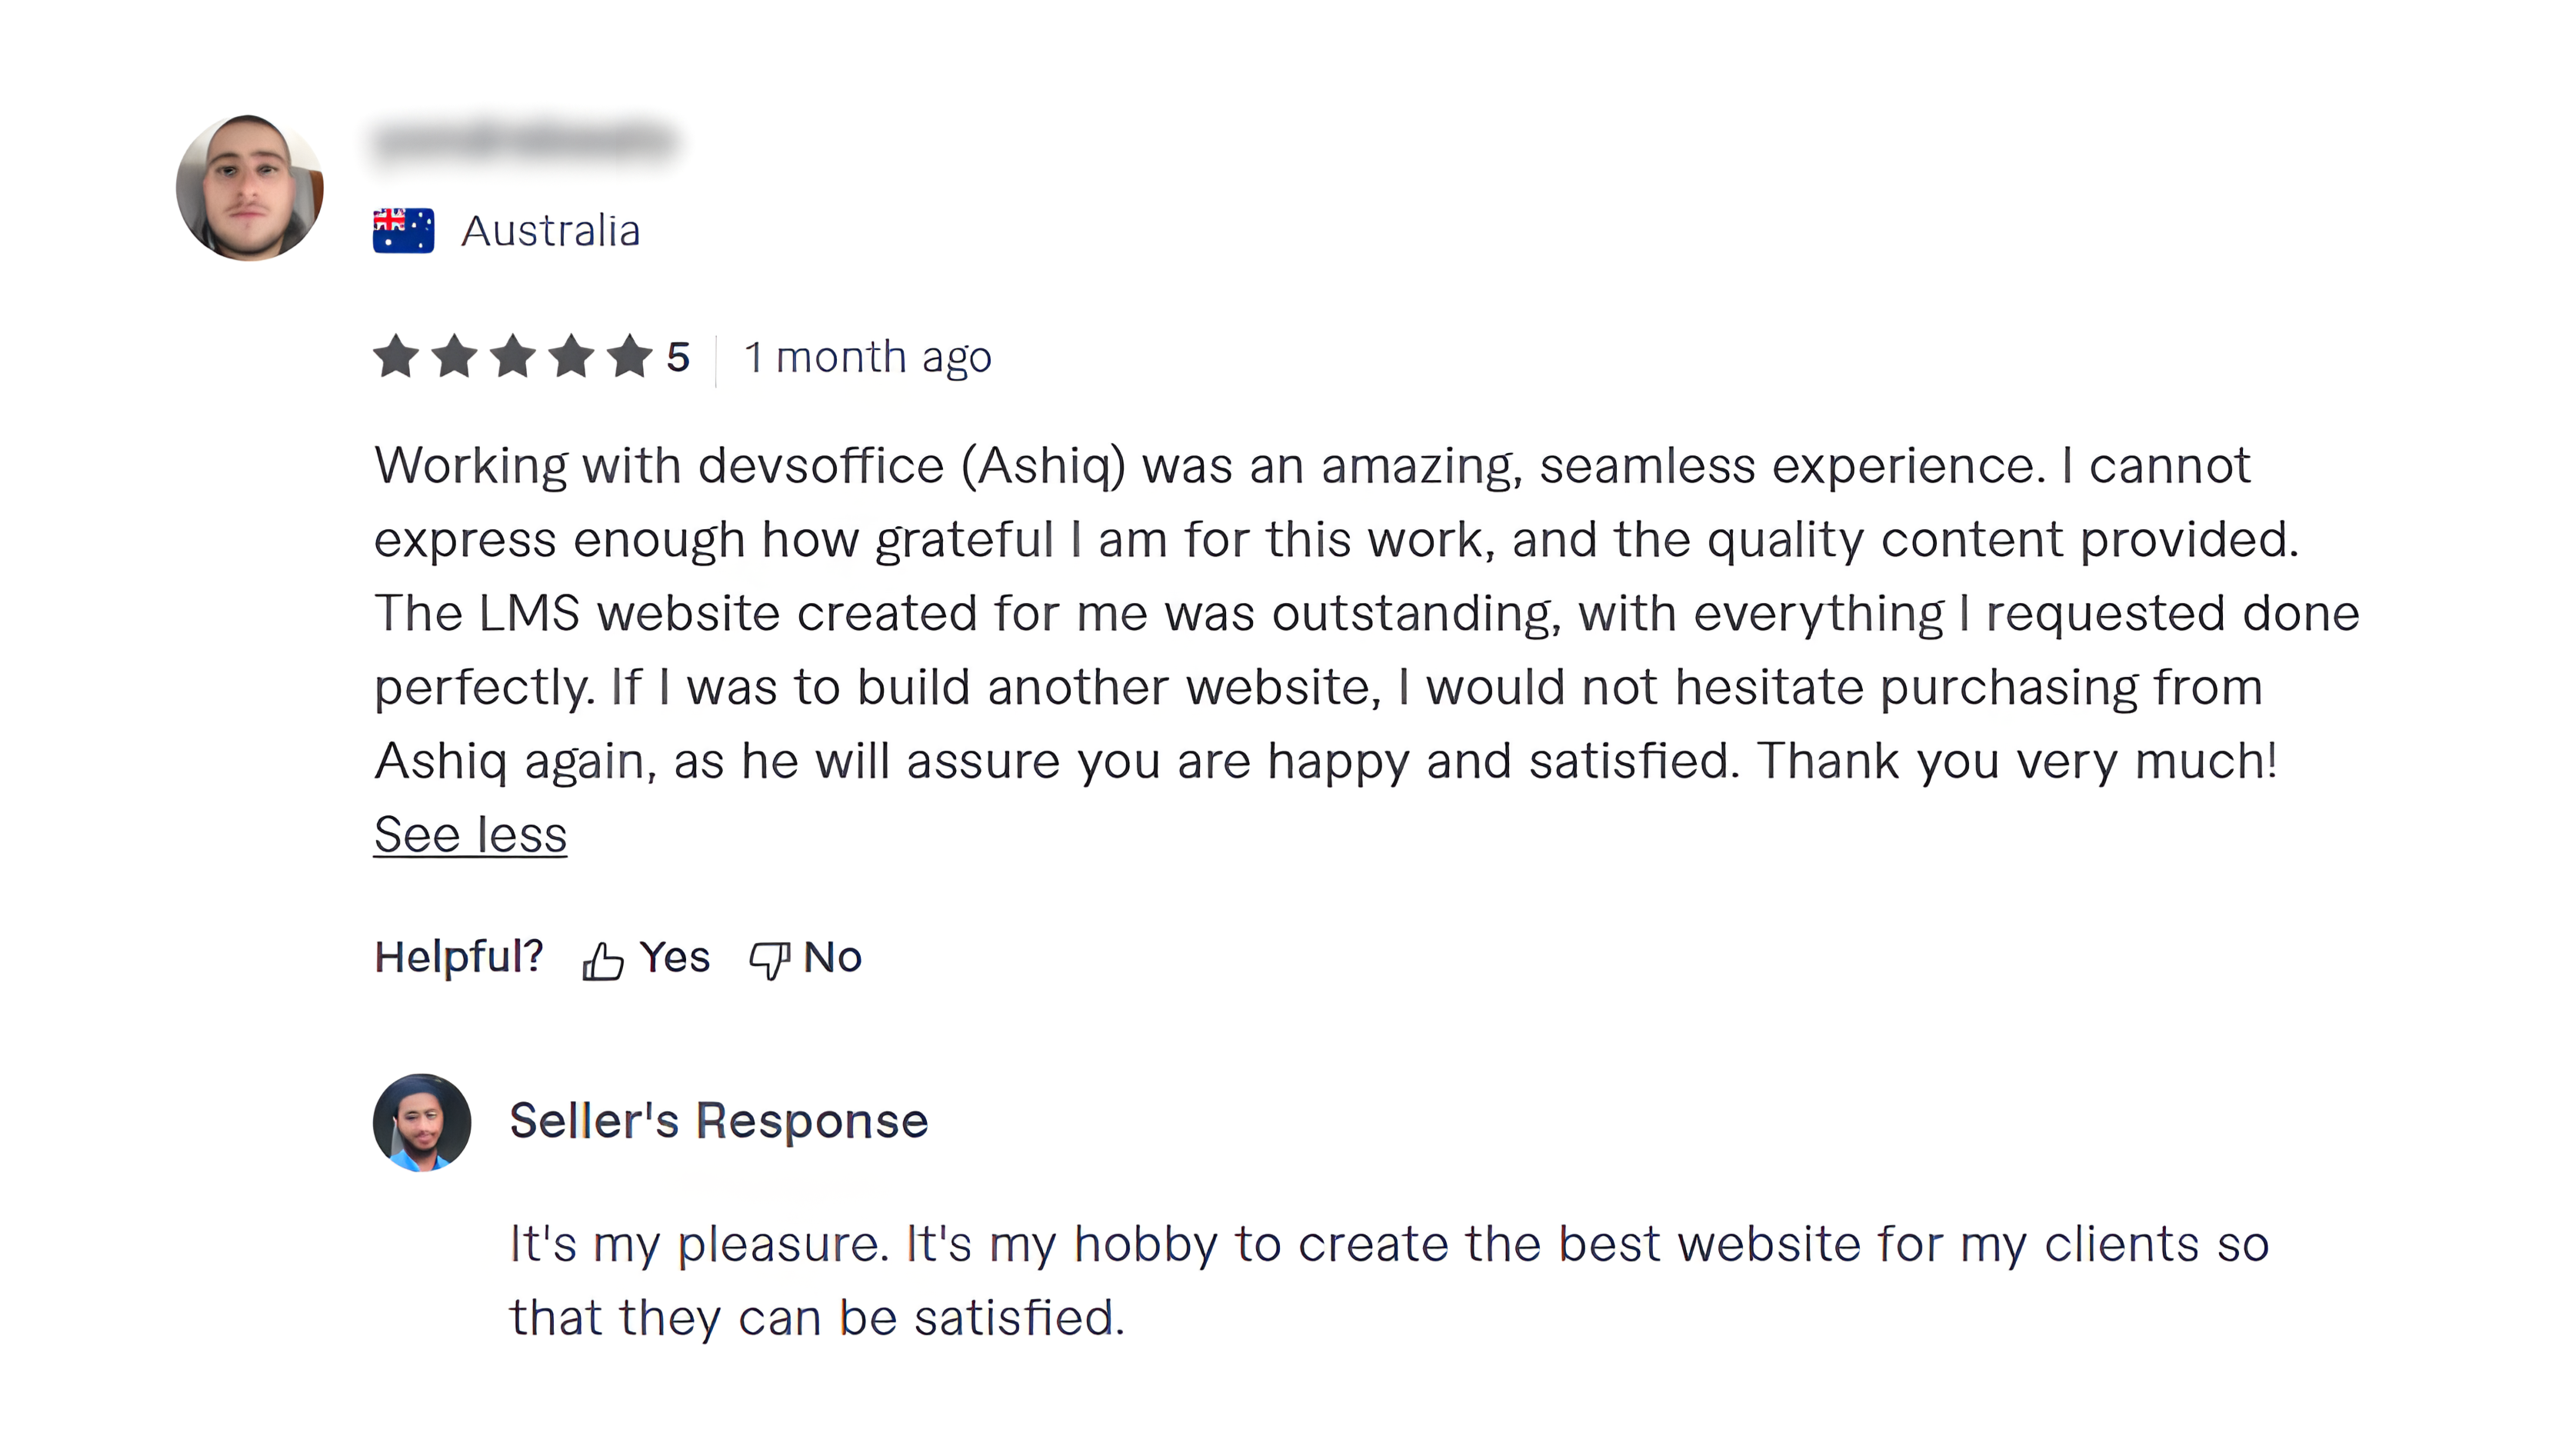 Australia
5 1 month ago
Working with devsoffice (Ashiq) was an amazing, seamless experience. I cannot
express enough how grateful I am for this work, and the quality content provided.
The LMS website created for me was outstanding, with everything I requested done
perfectly. If I was to build another website, I would not hesitate purchasing from
Ashiq again, as he will assure you are happy and satisfied. Thank you very much!
See less
Helpful? Yes No
Seller's Response
It's my pleasure. It's my hobby to create the best website for my clients so
that they can be satisfied.